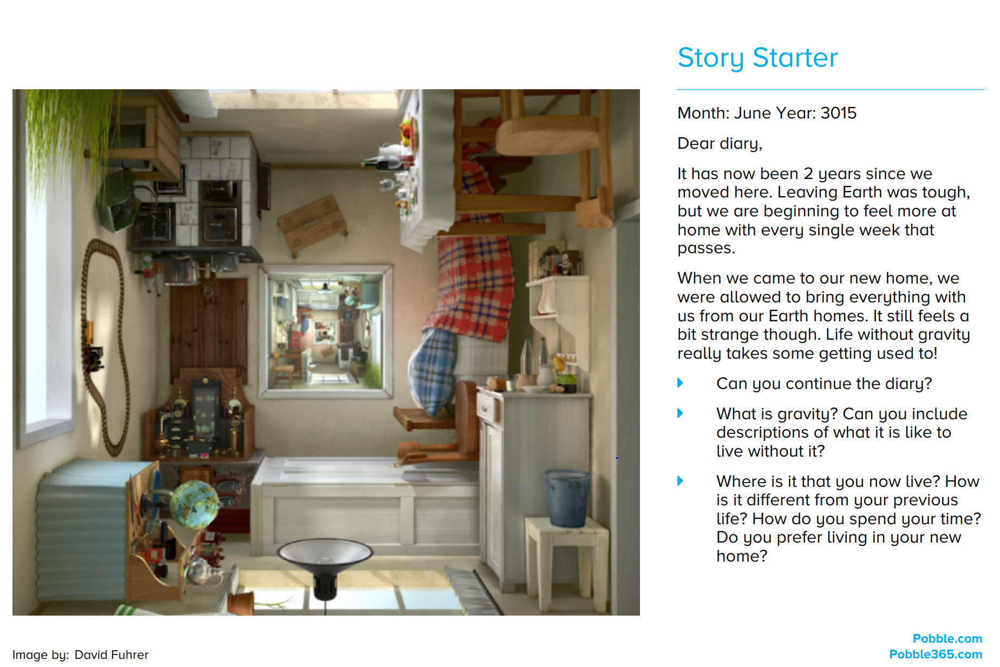 Story Starter
Month: June Year: 3015
Dear diary,
It has now been 2 years since we
moved here. Leaving Earth was tough,
but we are beginning to feel more at
home with every single week that
passes.
When we came to our new home, we
were allowed to bring everything with
us from our Earth homes. It still feels a
bit strange though. Life without gravity
really takes some getting used to!
Can you continue the diary?
What is gravity? Can you include
descriptions of what it is like to
live without it?
Where is it that you now live? How
is it different from your previous
life? How do you spend your time?
Do you prefer living in your new
home?
Pobble.com
Pobble365.com
Image by: David Fuhrer